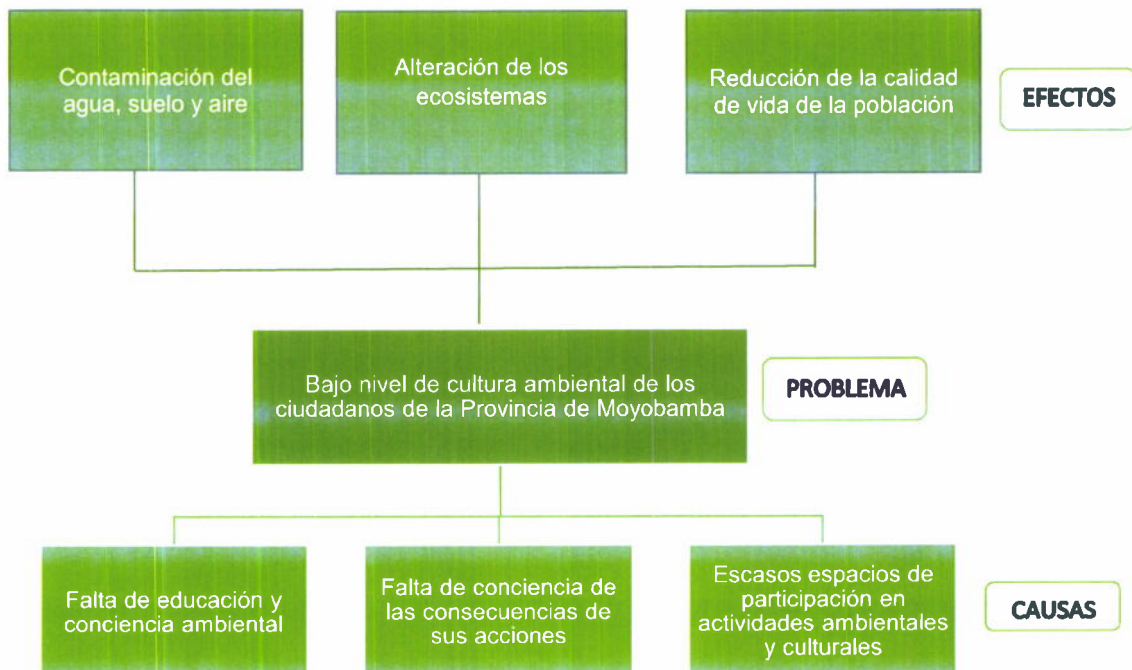 Contaminación del
agua, suelo y aire
Alteración de los
ecosistemas
Reducción de la calidad
de vida de la población
EFECTOS
Bajo nivel de cultura ambiental de los
ciudadanos de la Provincia de Moyobamba
PROBLEMA
Falta de educación y
conciencia ambiental
Falta de conciencia de
las consecuencias de
sus acciones
Escasos espacios de
participación en
actividades ambientales
y culturales
CAUSAS